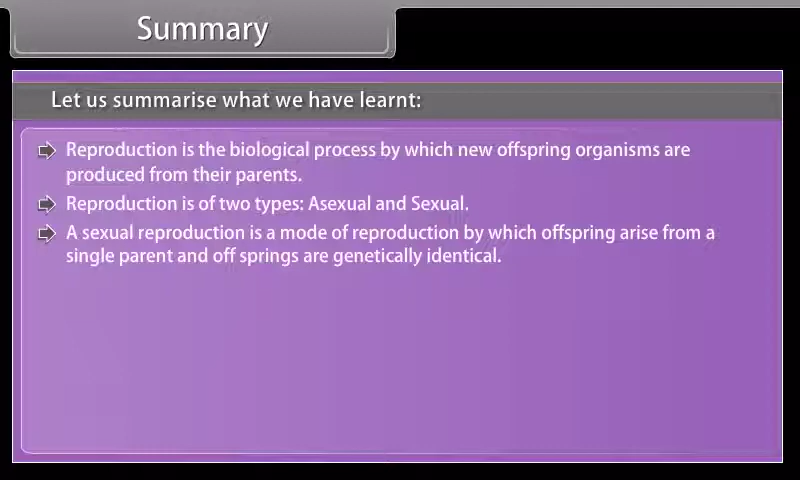 Summary
Let us summarise what we have learnt:
Reproduction is the biological process by which new offspring organisms are
produced from their parents.
Reproduction is of two types: Asexual and Sexual.
A sexual reproduction is a mode of reproduction by which offspring arise from a
single parent and off springs are genetically identical.